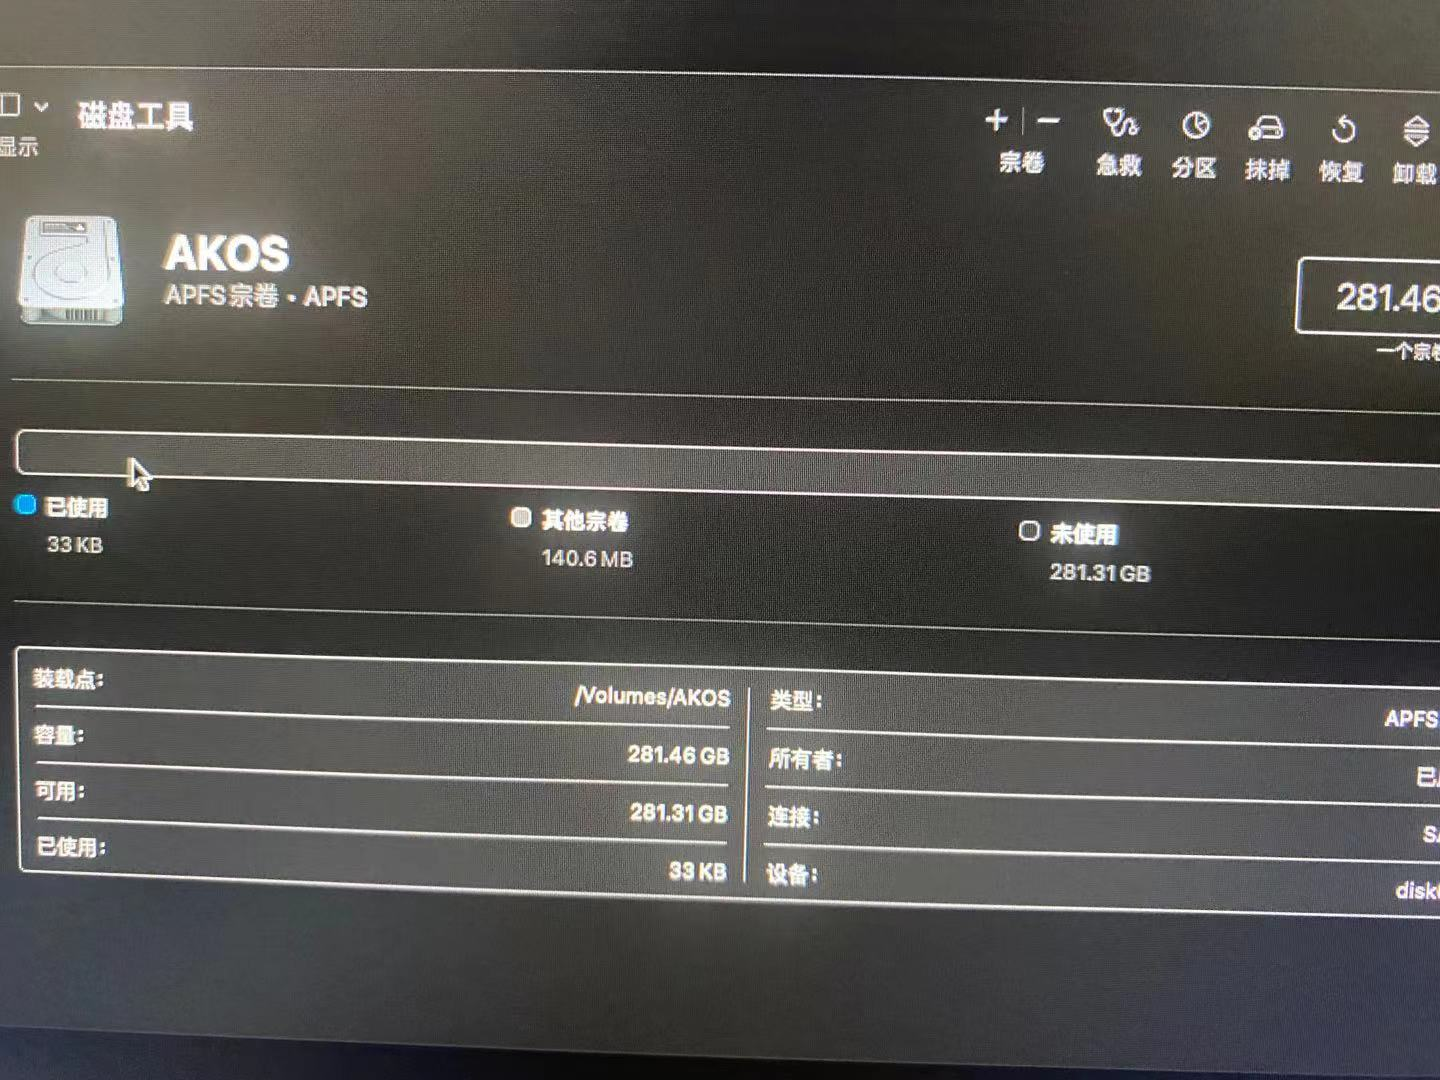 磁盘工具
显示
宗卷
急救
分区
抹掉
恢复
卸载
AKOS
APFS宗卷 • APFS
281.46
一个宗卷
已使用
33 KB
其他宗卷
140.6 MB
未使用
281.31 GB
装载点：
/Volumes/AKOS
类型：
APFS
容量：
281.46 GB
所有者：
已
可用：
281.31 GB
连接：
SA
已使用：
33 KB
设备：
disk